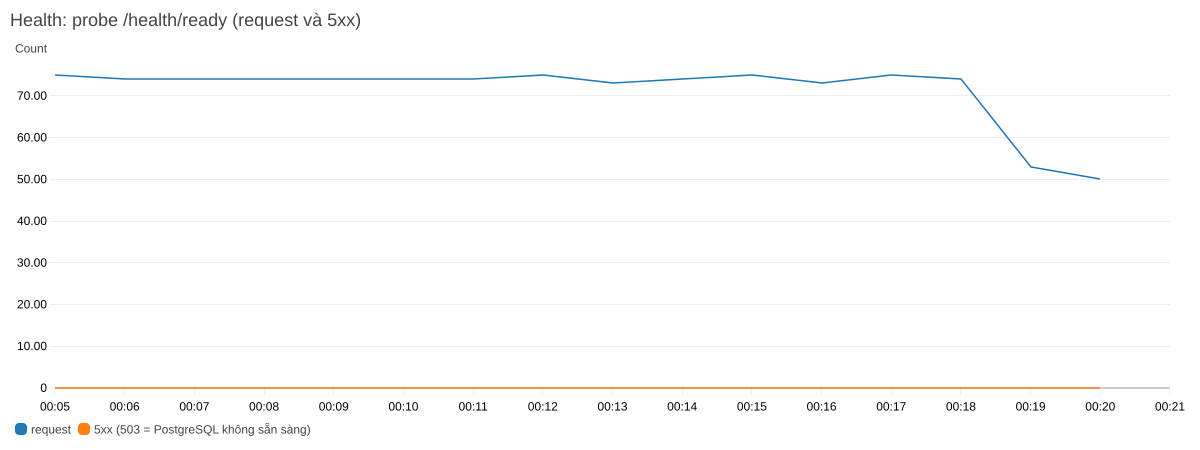 Health: probe /health/ready (request và 5xx)
Count
70.00
60.00
50.00
40.00
30.00
20.00
10.00
0
00:05 00:06 00:07 00:08 00:09 00:10 00:11 00:12 00:13 00:14 00:15 00:16 00:17 00:18 00:19 00:20 00:21
request 5xx (503 = PostgreSQL không sẵn sàng)